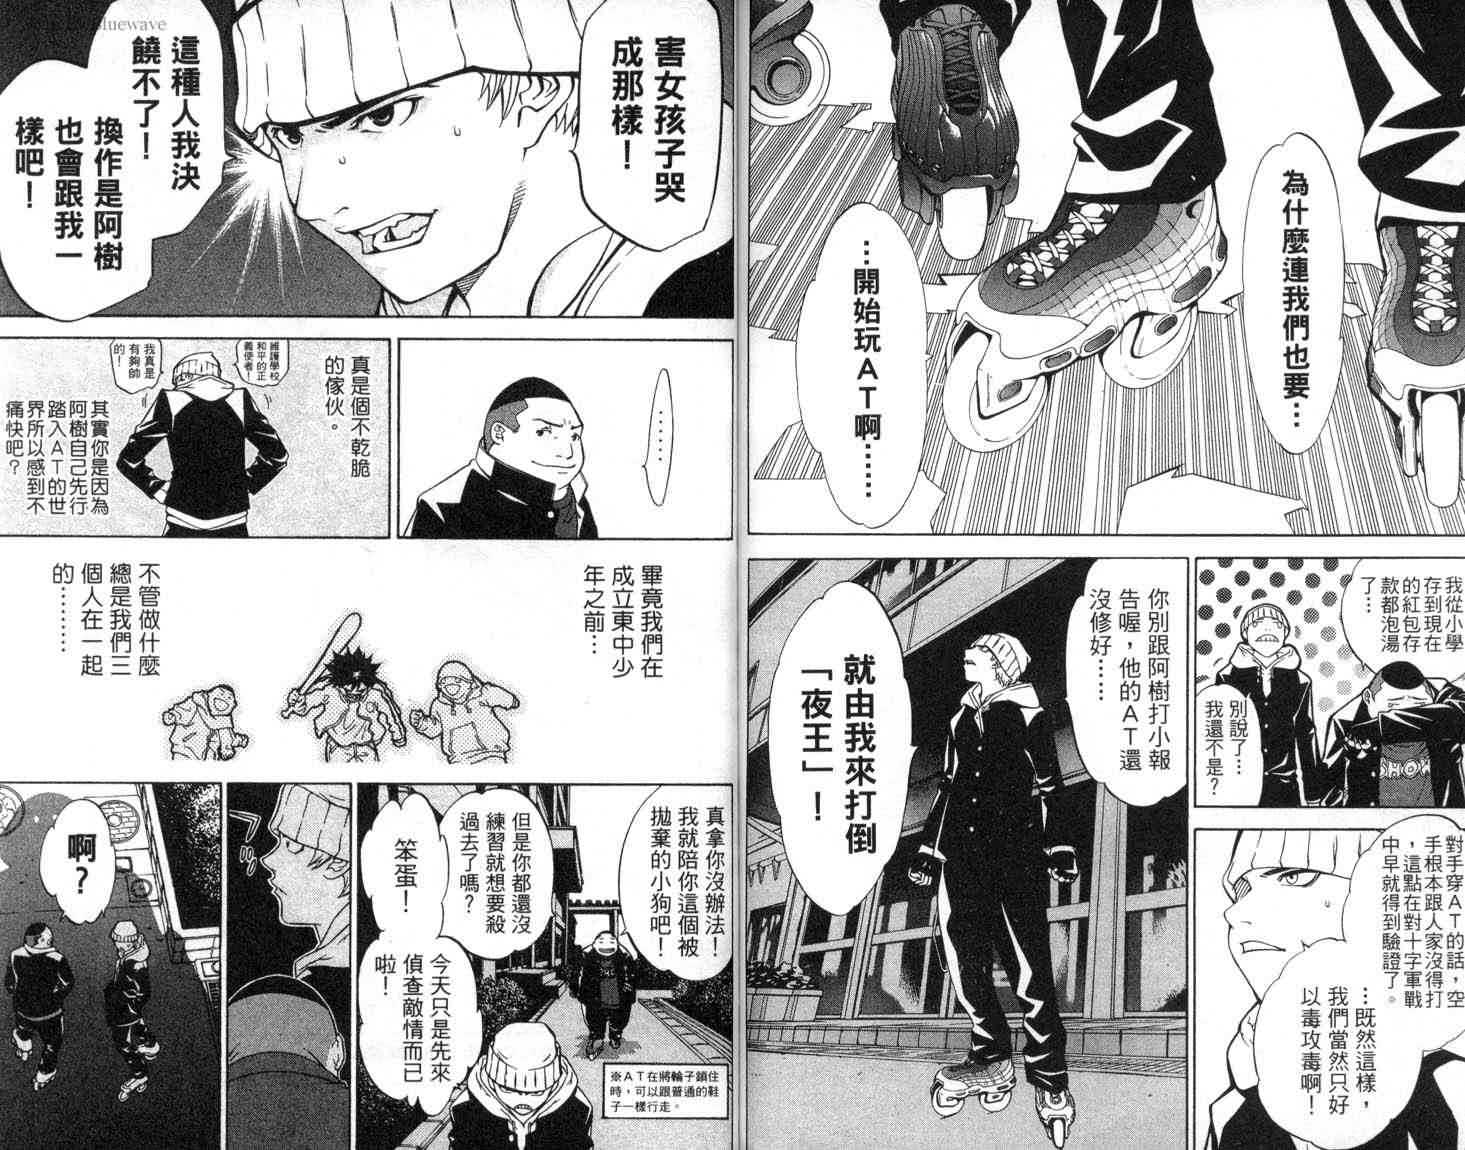 為什麼連我們也要…
…開始玩ＡＴ啊……
我從小學
存到現在
的紅包存
款都泡湯
了…
別說了…
我還不是？
SHOW
你別跟阿樹打小報
告喔，他的ＡＴ還
沒修好……
就由我來打倒
「夜王」！
對手穿ＡＴ的話，空
手根本跟人家沒得打
，這點在對十字軍戰
中早就得到驗證了。
…既然這樣，
我們當然只好
以毒攻毒啊！
害女孩子哭
成那樣！
這種人我決
饒不了！
換作是阿樹
也會跟我一
樣吧！
……
真是個不乾脆
的傢伙。
維護學校
和平的正
義使者！
我真是
有夠帥
的！
其實你是因為
阿樹自己先行
踏入ＡＴ的世
界所以感到不
痛快吧？
畢竟我們在
成立東中少
年之前…
不管做什麼
總是我們三
個人在一起
的………
真拿你沒辦法！
我就陪你這個被
拋棄的小狗吧！
但是你都還沒
練習就想要殺
過去了嗎？
笨蛋！
今天只是先來
偵查敵情而已
啦！
※ＡＴ在將輪子鎖住
時，可以跟普通的鞋
子一樣行走。
啊？